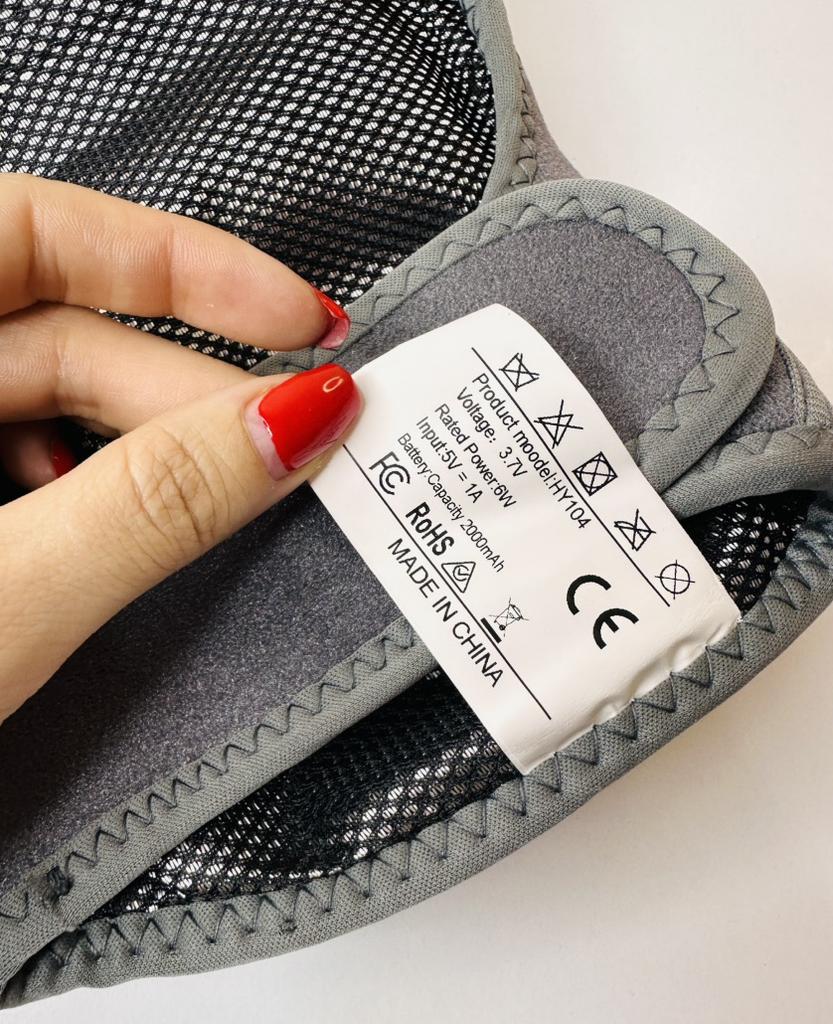 Product moodel:HY104
Voltage: 3.7V
Rated Power:6W
Input:5V = 1A
Battery:Capacity 2000mAh
FC RoHS CE
MADE IN CHINA